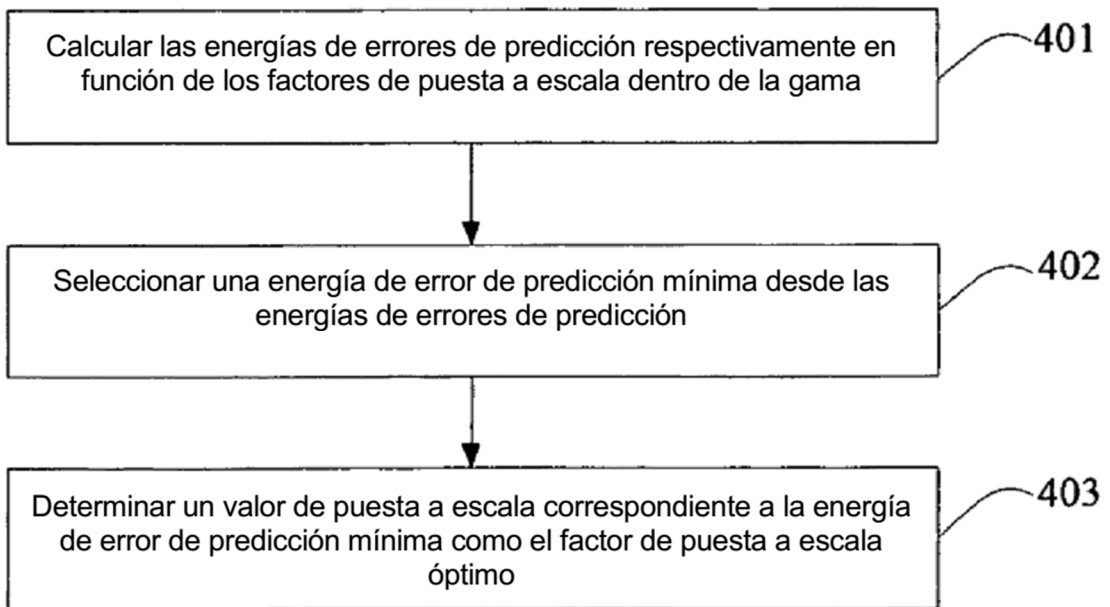 Calcular las energías de errores de predicción respectivamente en
función de los factores de puesta a escala dentro de la gama
401
Seleccionar una energía de error de predicción mínima desde las
energías de errores de predicción
402
Determinar un valor de puesta a escala correspondiente a la energía
de error de predicción mínima como el factor de puesta a escala
óptimo
403